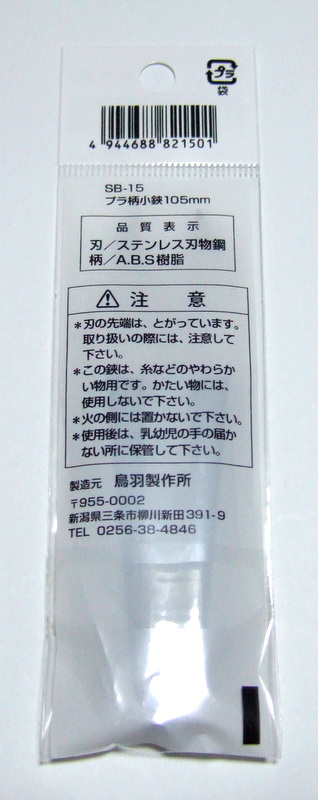 プラ
袋
4 944688 821501
SB-15
プラ柄小鋏105mm
品質表示
刃／ステンレス刃物鋼
柄／A.B.S樹脂
注意
*刃の先端は、とがっています。
取り扱いの際には、注意して
下さい。
*この鋏は、糸などのやわらか
い物用です。かたい物には、
使用しないで下さい。
*火の側には置かないで下さい。
*使用後は、乳幼児の手の届か
ない所に保管して下さい。
製造元 鳥羽製作所
〒955-0002
新潟県三条市柳川新田391-9
TEL 0256-38-4846